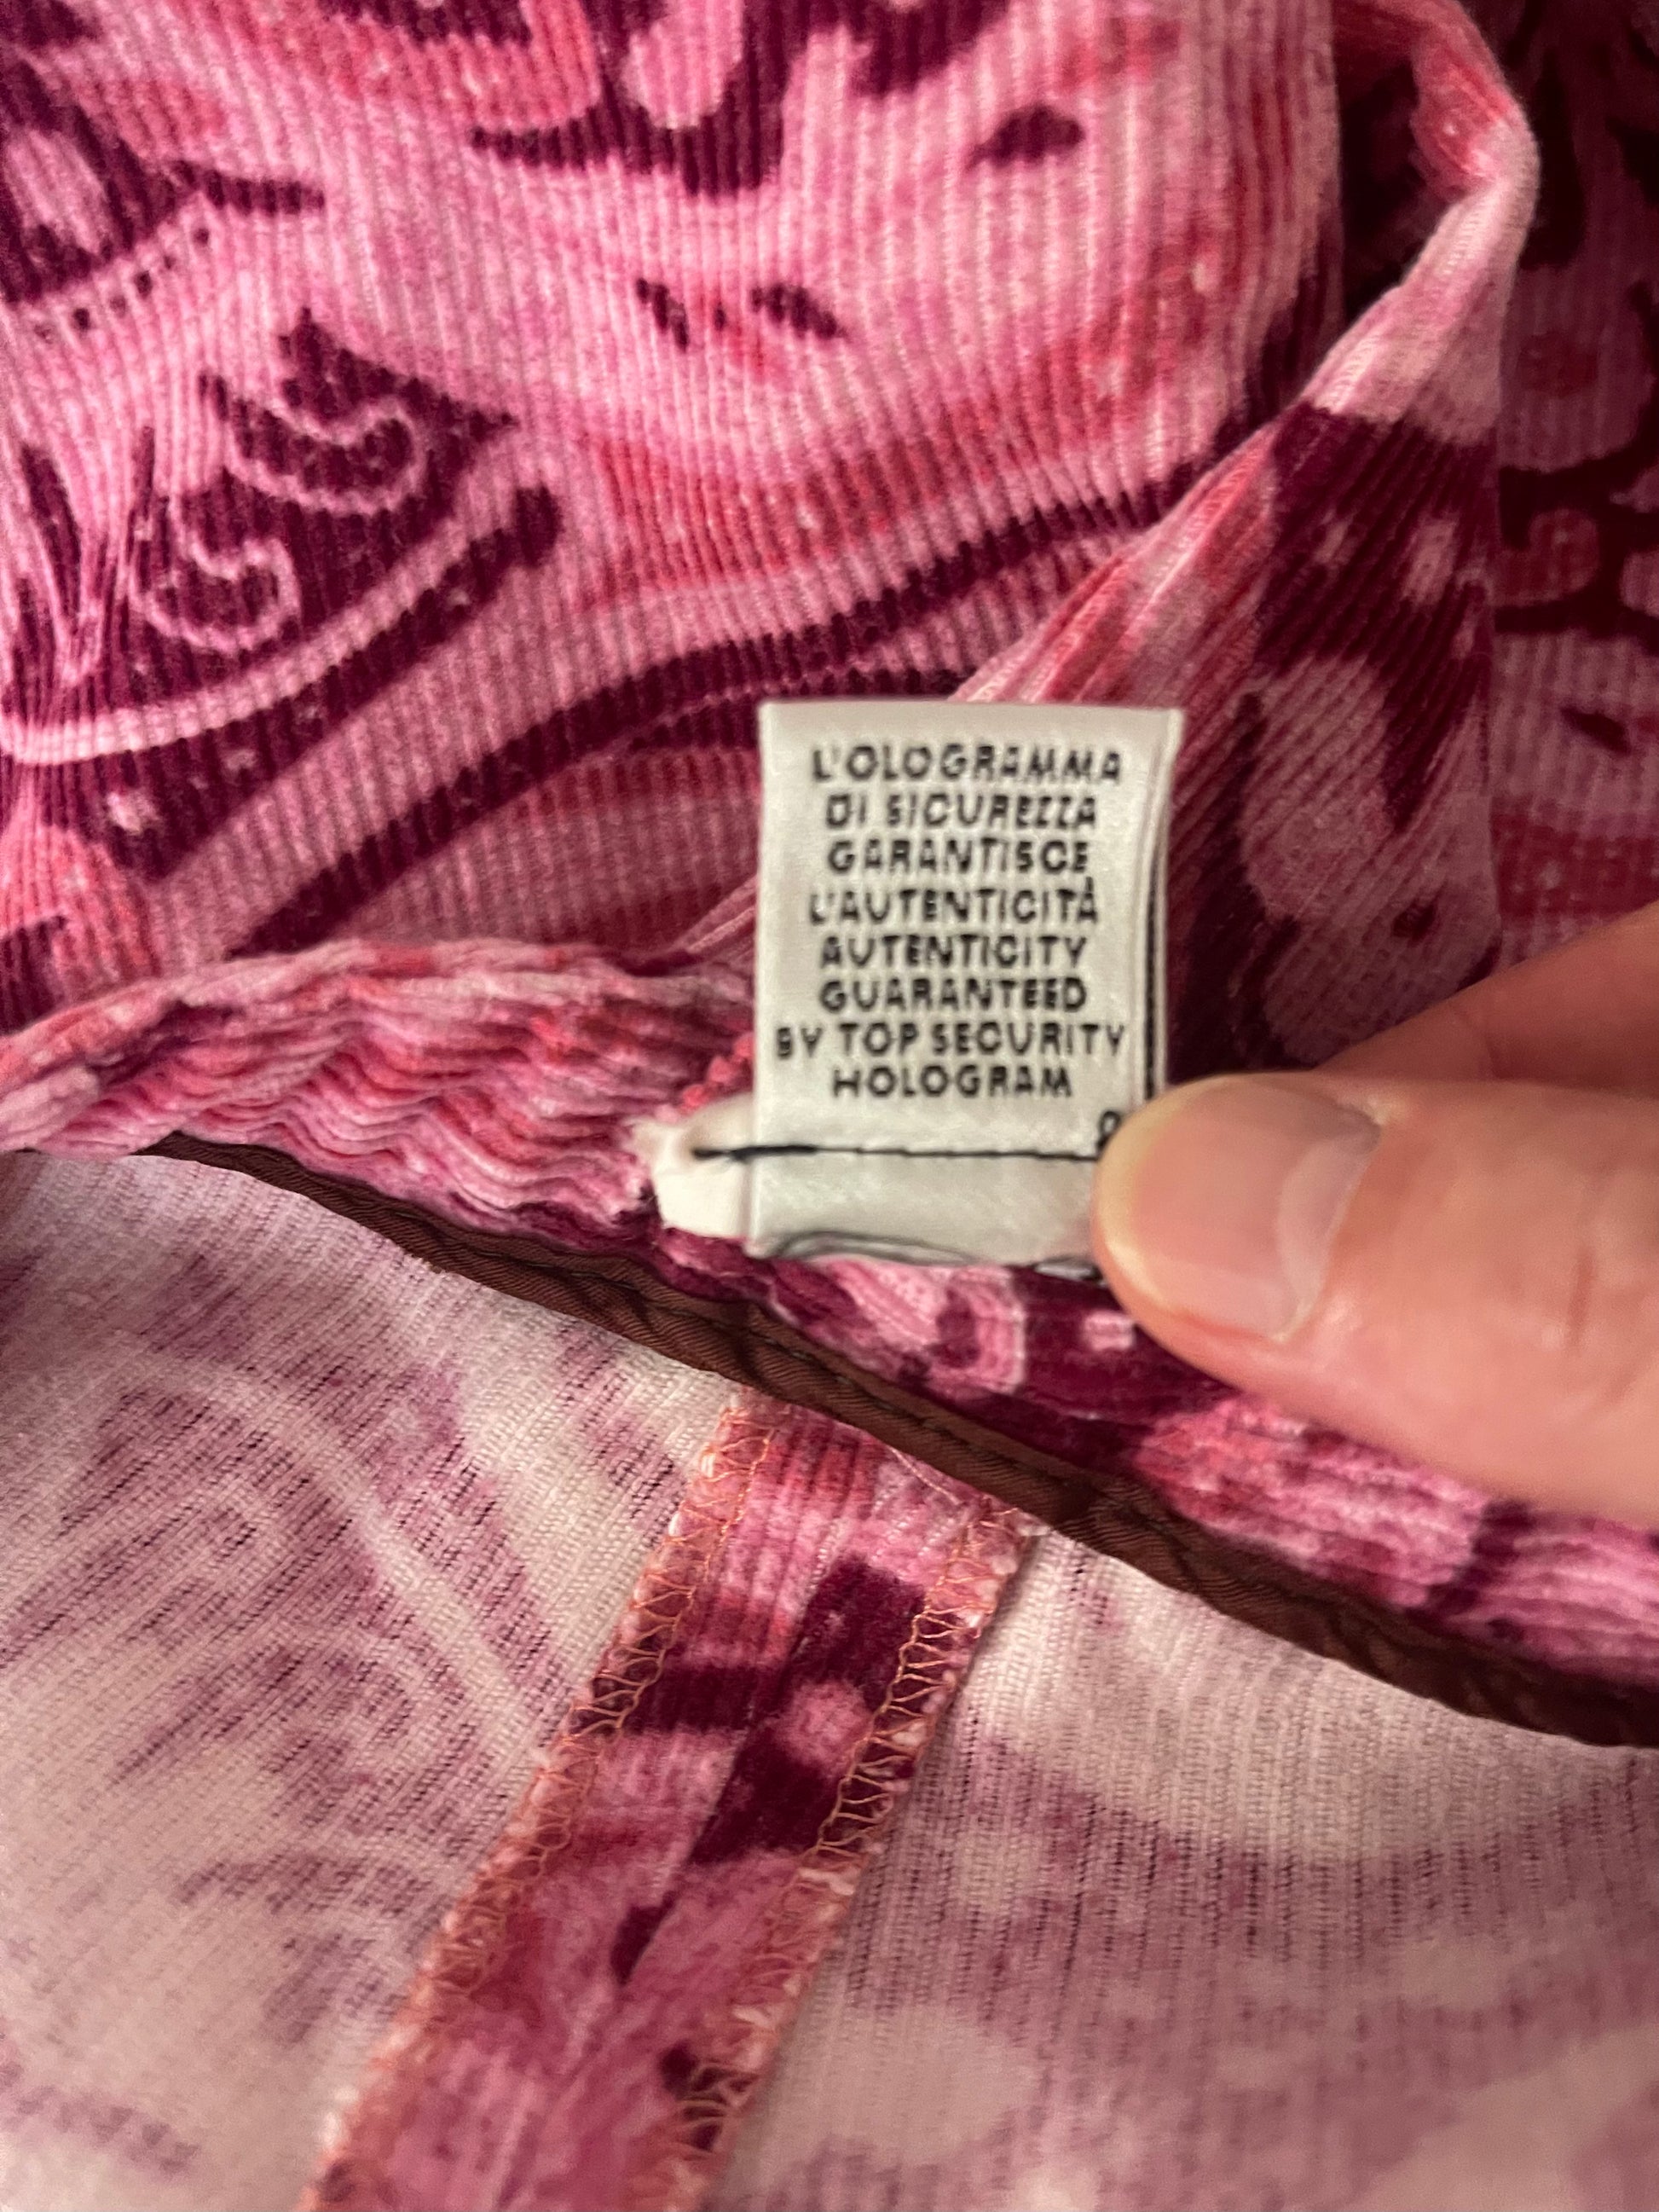 L'OLOGRAMMA
DI SICUREZZA
GARANTISCE
L'AUTENTICITÀ
AUTENTICITY
GUARANTEED
BY TOP SECURITY
HOLOGRAM